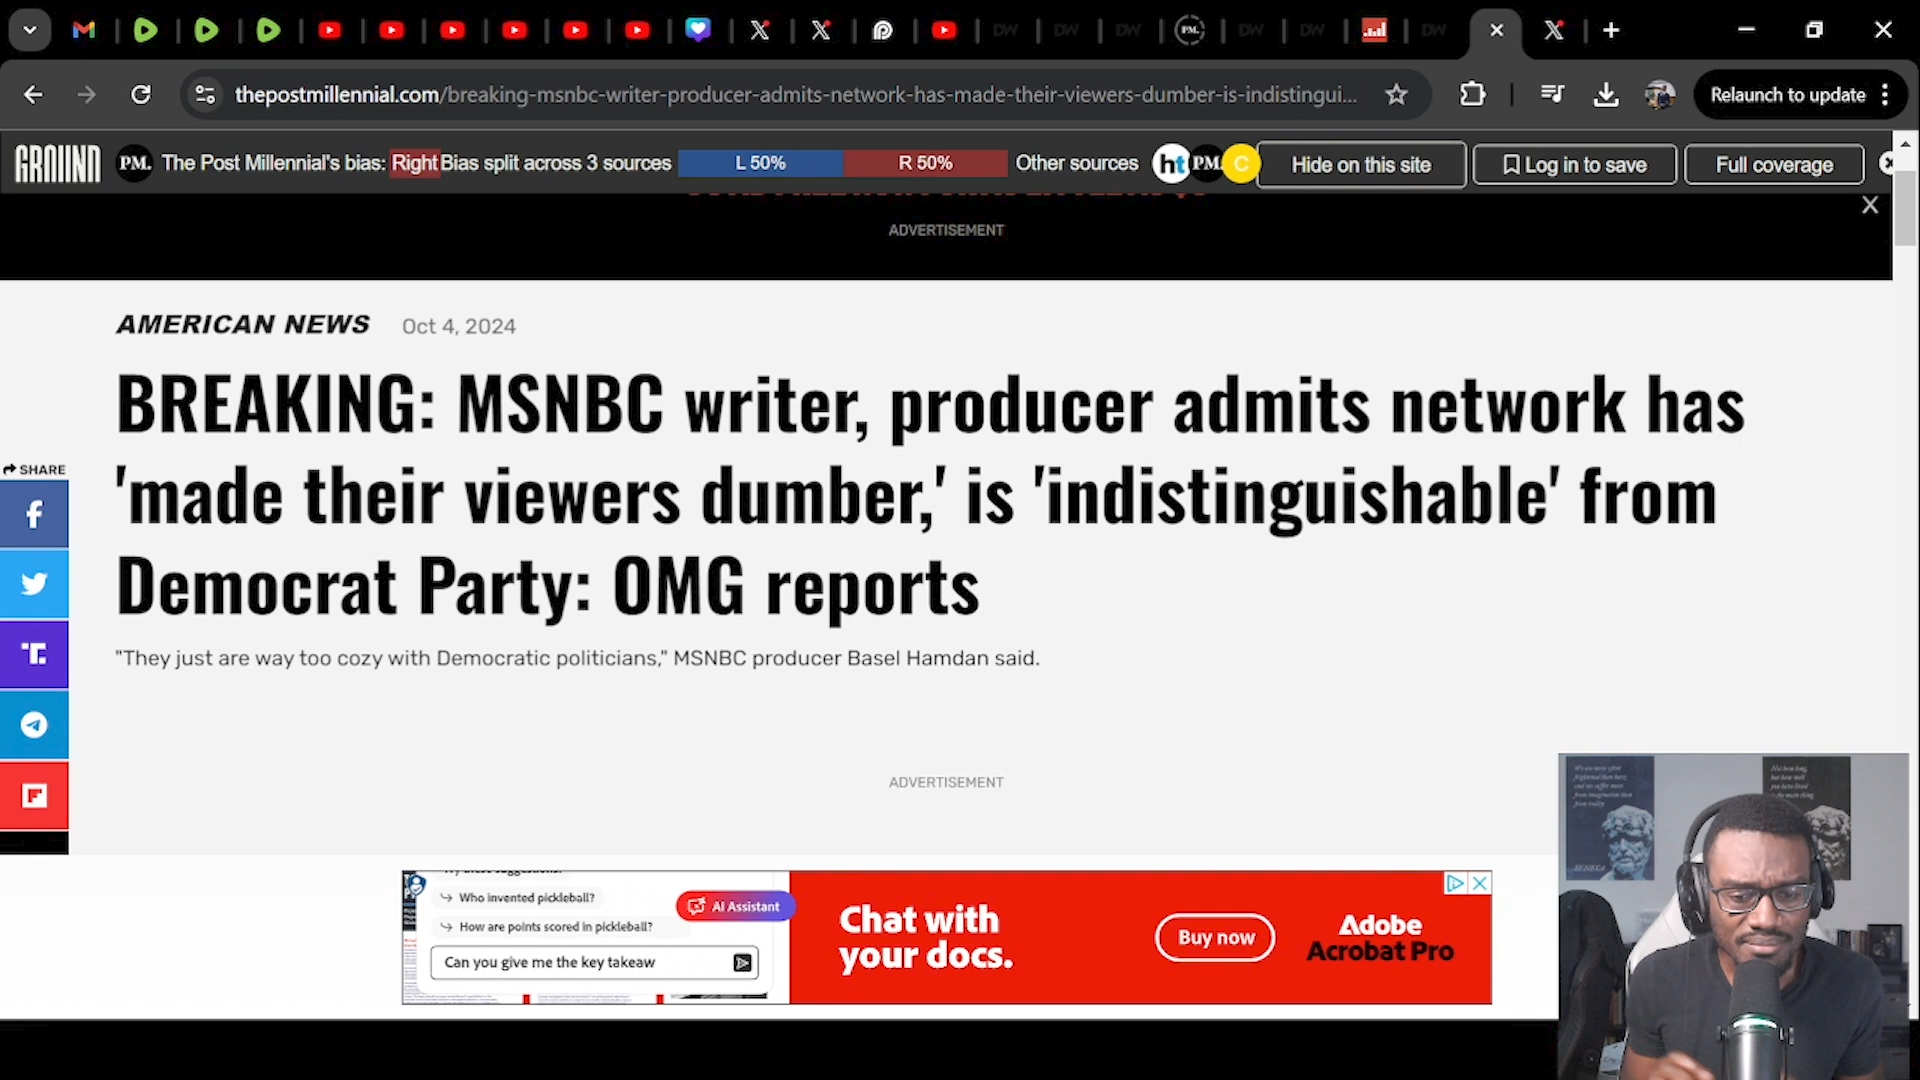 thepostmillennial.com/breaking-msnbc-writer-producer-admits-network-has-made-their-viewers-dumber-is-indistingui...
Relaunch to update
GROUND
PM. The Post Millennial's bias: Right Bias split across 3 sources
L 50%
R 50%
Other sources
ht PM. C
Hide on this site
Log in to save
Full coverage
ADVERTISEMENT
AMERICAN NEWS Oct 4, 2024
BREAKING: MSNBC writer, producer admits network has
'made their viewers dumber,' is 'indistinguishable' from
Democrat Party: OMG reports
SHARE
"They just are way too cozy with Democratic politicians," MSNBC producer Basel Hamdan said.
ADVERTISEMENT
Who invented pickleball?
AI Assistant
How are points scored in pickleball?
Can you give me the key takeaw
Chat with
your docs.
Buy now
Adobe
Acrobat Pro
SENECA